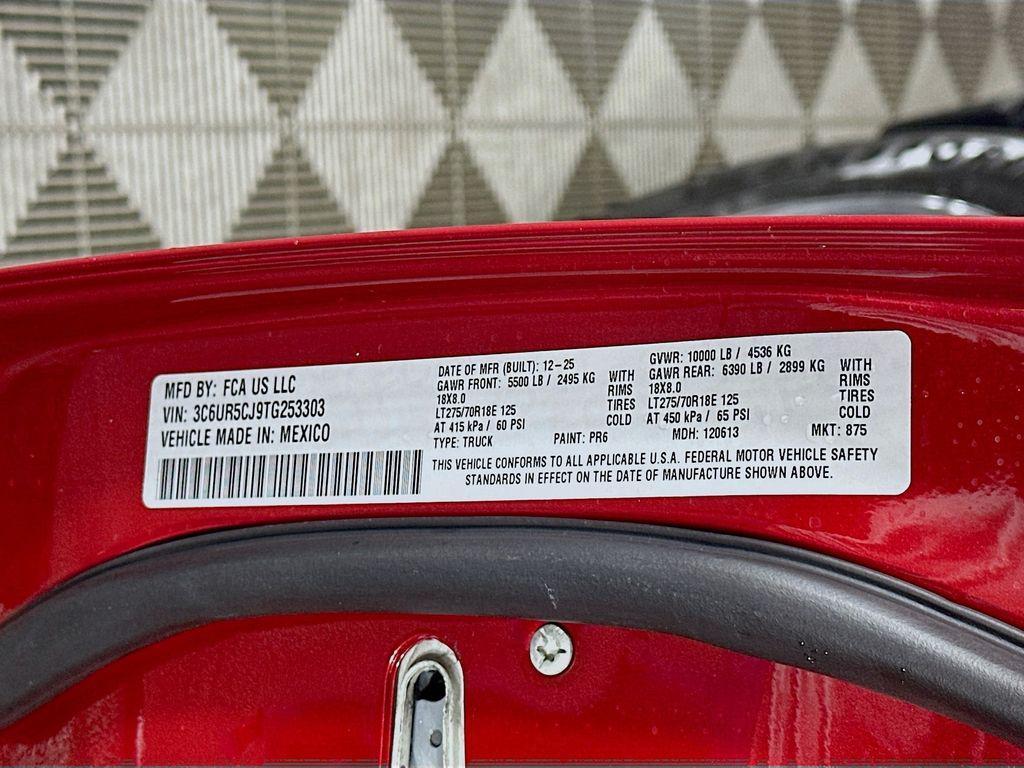 MFD BY: FCA US LLC
VIN: 3C6UR5CJ9TG253303
VEHICLE MADE IN: MEXICO
DATE OF MFR (BUILT): 12-25
GAWR FRONT: 5500 LB / 2495 KG
18X8.0
LT275/70R18E 125
AT 415 kPa / 60 PSI
WITH
RIMS
TIRES
COLD
TYPE: TRUCK
PAINT: PR6
GVWR: 10000 LB / 4536 KG
GAWR REAR: 6390 LB / 2899 KG
18X8.0
LT275/70R18E 125
AT 450 kPa / 65 PSI
WITH
RIMS
TIRES
COLD
MDH: 120613
MKT: 875
THIS VEHICLE CONFORMS TO ALL APPLICABLE U.S.A. FEDERAL MOTOR VEHICLE SAFETY
STANDARDS IN EFFECT ON THE DATE OF MANUFACTURE SHOWN ABOVE.